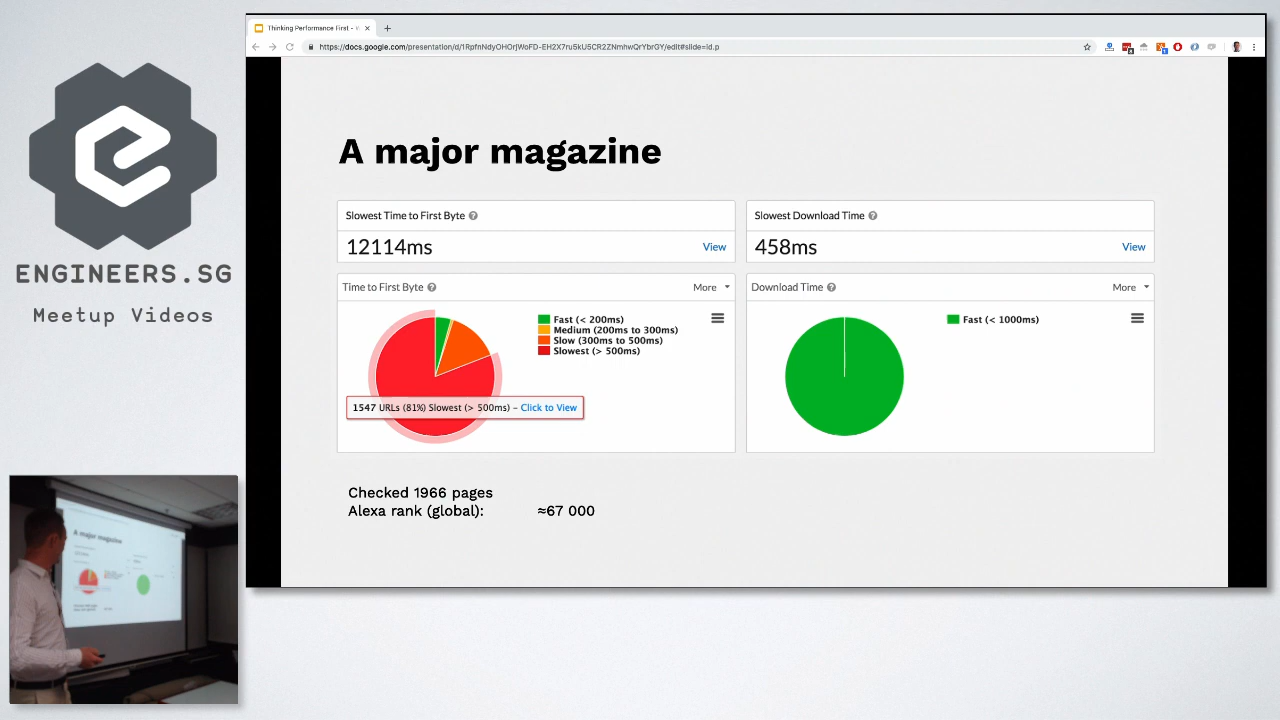 Thinking Performance First - 
https://docs.google.com/presentation/d/1RpfnNdyOHOrjWoFD-EH2X7ru5kU5CR2ZNmhwQrYbrGY/edit#slide=id.p
ENGINEERS.SG
Meetup Videos
A major magazine
Slowest Time to First Byte
12114ms
View
Slowest Download Time
458ms
View
Time to First Byte
More
Fast (< 200ms)
Medium (200ms to 300ms)
Slow (300ms to 500ms)
Slowest (> 500ms)
1547 URLs (81%) Slowest (> 500ms) – Click to View
Download Time
More
Fast (< 1000ms)
Checked 1966 pages
Alexa rank (global): ≈67 000
A major magazine